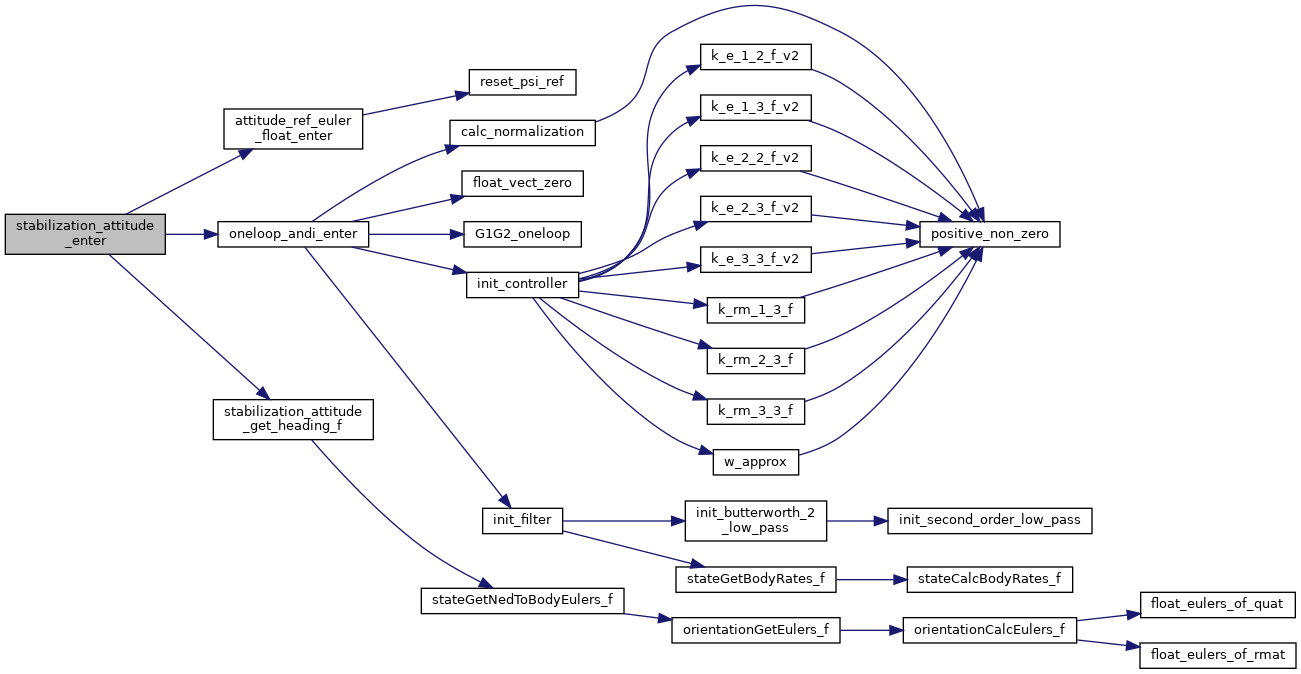 stabilization_attitude
_enter
attitude_ref_euler
_float_enter
oneloop_andi_enter
stabilization_attitude
_get_heading_f
reset_psi_ref
calc_normalization
float_vect_zero
G1G2_oneloop
init_controller
init_filter
stateGetNedToBodyEulers_f
k_e_1_2_f_v2
k_e_1_3_f_v2
k_e_2_2_f_v2
k_e_2_3_f_v2
k_e_3_3_f_v2
k_rm_1_3_f
k_rm_2_3_f
k_rm_3_3_f
w_approx
init_butterworth_2
_low_pass
stateGetBodyRates_f
orientationGetEulers_f
positive_non_zero
init_second_order_low_pass
stateCalcBodyRates_f
orientationCalcEulers_f
float_eulers_of_quat
float_eulers_of_rmat